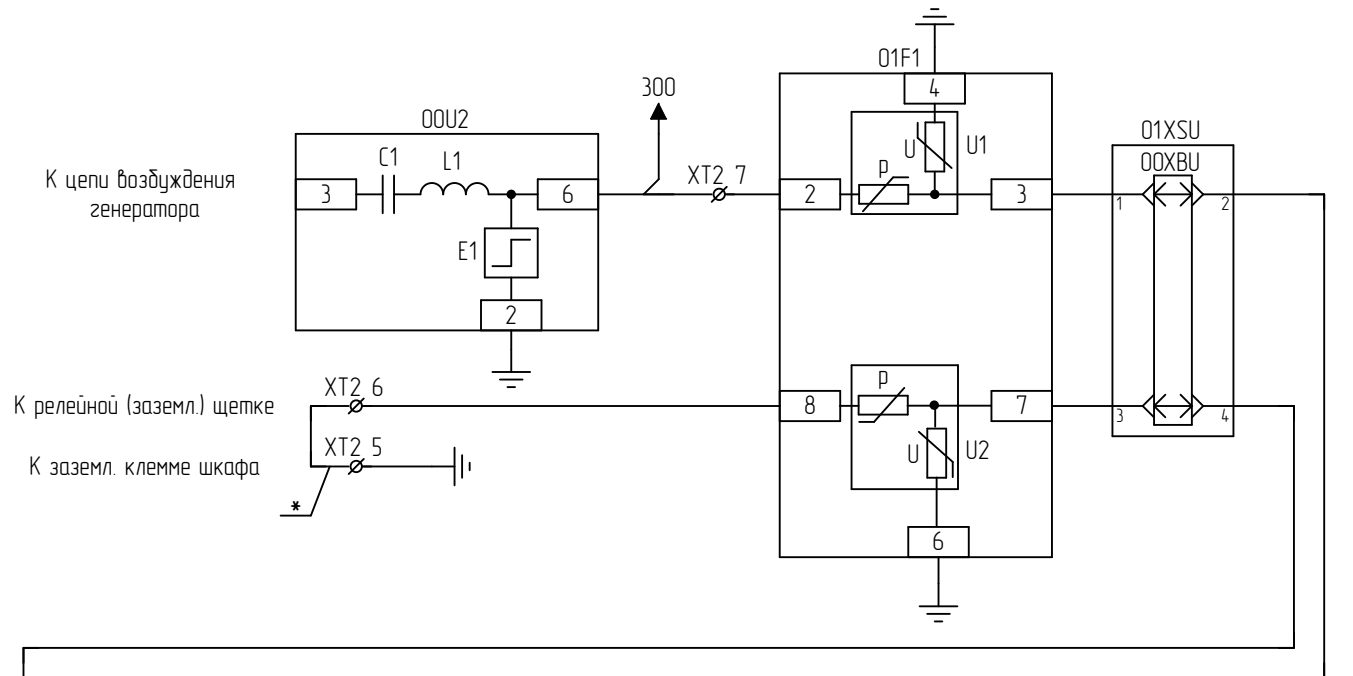 01F1
4
300
00U2
01XSU
00XBU
C1
L1
U
U1
К цепи возбуждения
генератора
3
6
XT2 7
2
P
3
1
2
E1
2
К релейной (заземл.) щетке
XT2 6
8
P
7
3
4
К заземл. клемме шкафа
XT2 5
U
U2
*
6